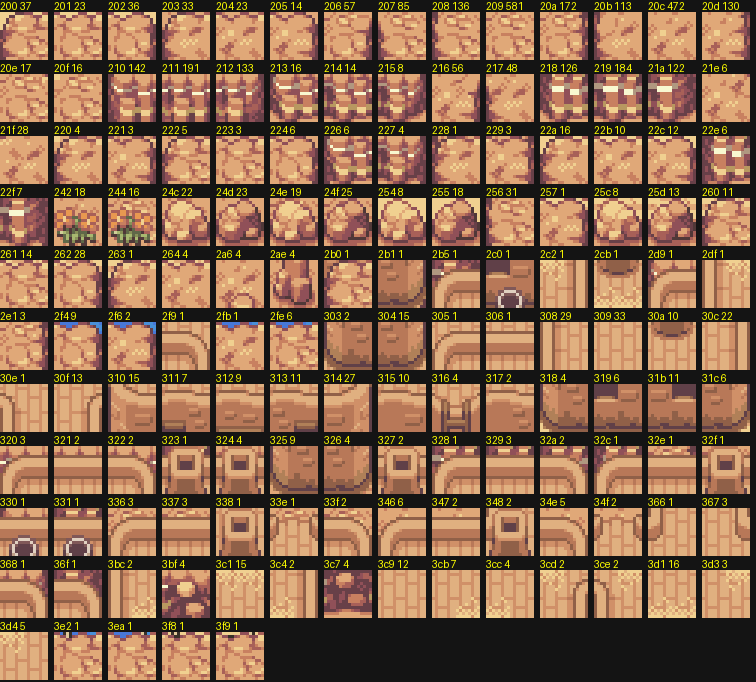 200 37 201 23 202 36 203 33 204 23 205 14 206 57 207 85 208 136 209 581 20a 172 20b 113 20c 472 20d 130
20e 17 20f 16 210 142 211 191 212 133 213 16 214 14 215 8 216 56 217 48 218 126 219 184 21a 122 21e 6
21f 28 220 4 221 3 222 5 223 3 224 6 226 6 227 4 228 1 229 3 22a 16 22b 10 22c 12 22e 6
22f 7 242 18 244 16 24c 22 24d 23 24e 19 24f 25 254 8 255 18 256 31 257 1 25c 8 25d 13 260 11
261 14 262 28 263 1 264 4 2a6 4 2ae 4 2b0 1 2b1 1 2b5 1 2c0 1 2c2 1 2cb 1 2d9 1 2df 1
2e1 3 2f4 9 2f6 2 2f9 1 2fb 1 2fe 6 303 2 304 15 305 1 306 1 308 29 309 33 30a 10 30c 22
30e 1 30f 13 310 15 311 7 312 9 313 11 314 27 315 10 316 4 317 2 318 4 319 6 31b 11 31c 6
320 3 321 2 322 2 323 1 324 4 325 9 326 4 327 2 328 1 329 3 32a 2 32c 1 32e 1 32f 1
330 1 331 1 336 3 337 3 338 1 33e 1 33f 2 346 6 347 2 348 2 34e 5 34f 2 366 1 367 3
368 1 36f 1 3bc 2 3bf 4 3c1 15 3c4 2 3c7 4 3c9 12 3cb 7 3cc 4 3cd 2 3ce 2 3d1 16 3d3 3
3d4 5 3e2 1 3ea 1 3f8 1 3f9 1